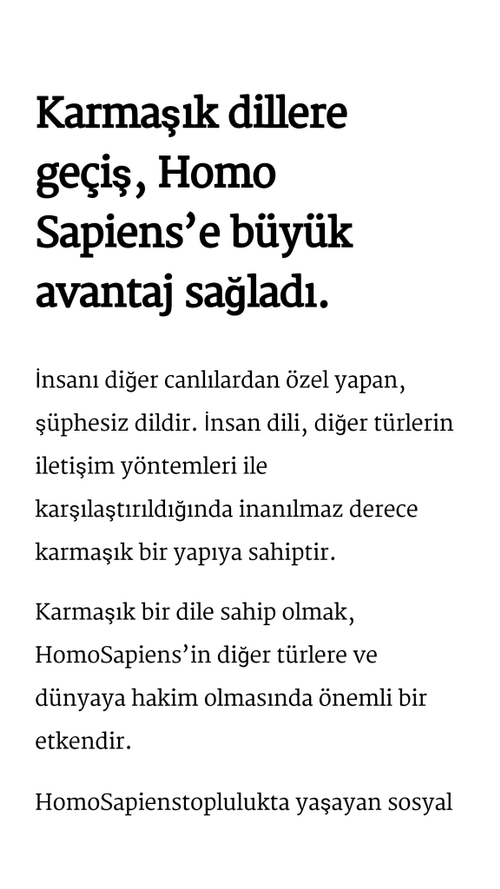 Karmaşık dillere
geçiş, Homo
Sapiens’e büyük
avantaj sağladı.
İnsanı diğer canlılardan özel yapan,
şüphesiz dildir. İnsan dili, diğer türlerin
iletişim yöntemleri ile
karşılaştırıldığında inanılmaz derece
karmaşık bir yapıya sahiptir.
Karmaşık bir dile sahip olmak,
HomoSapiens’in diğer türlere ve
dünyaya hakim olmasında önemli bir
etkendir.
HomoSapienstoplulukta yaşayan sosyal